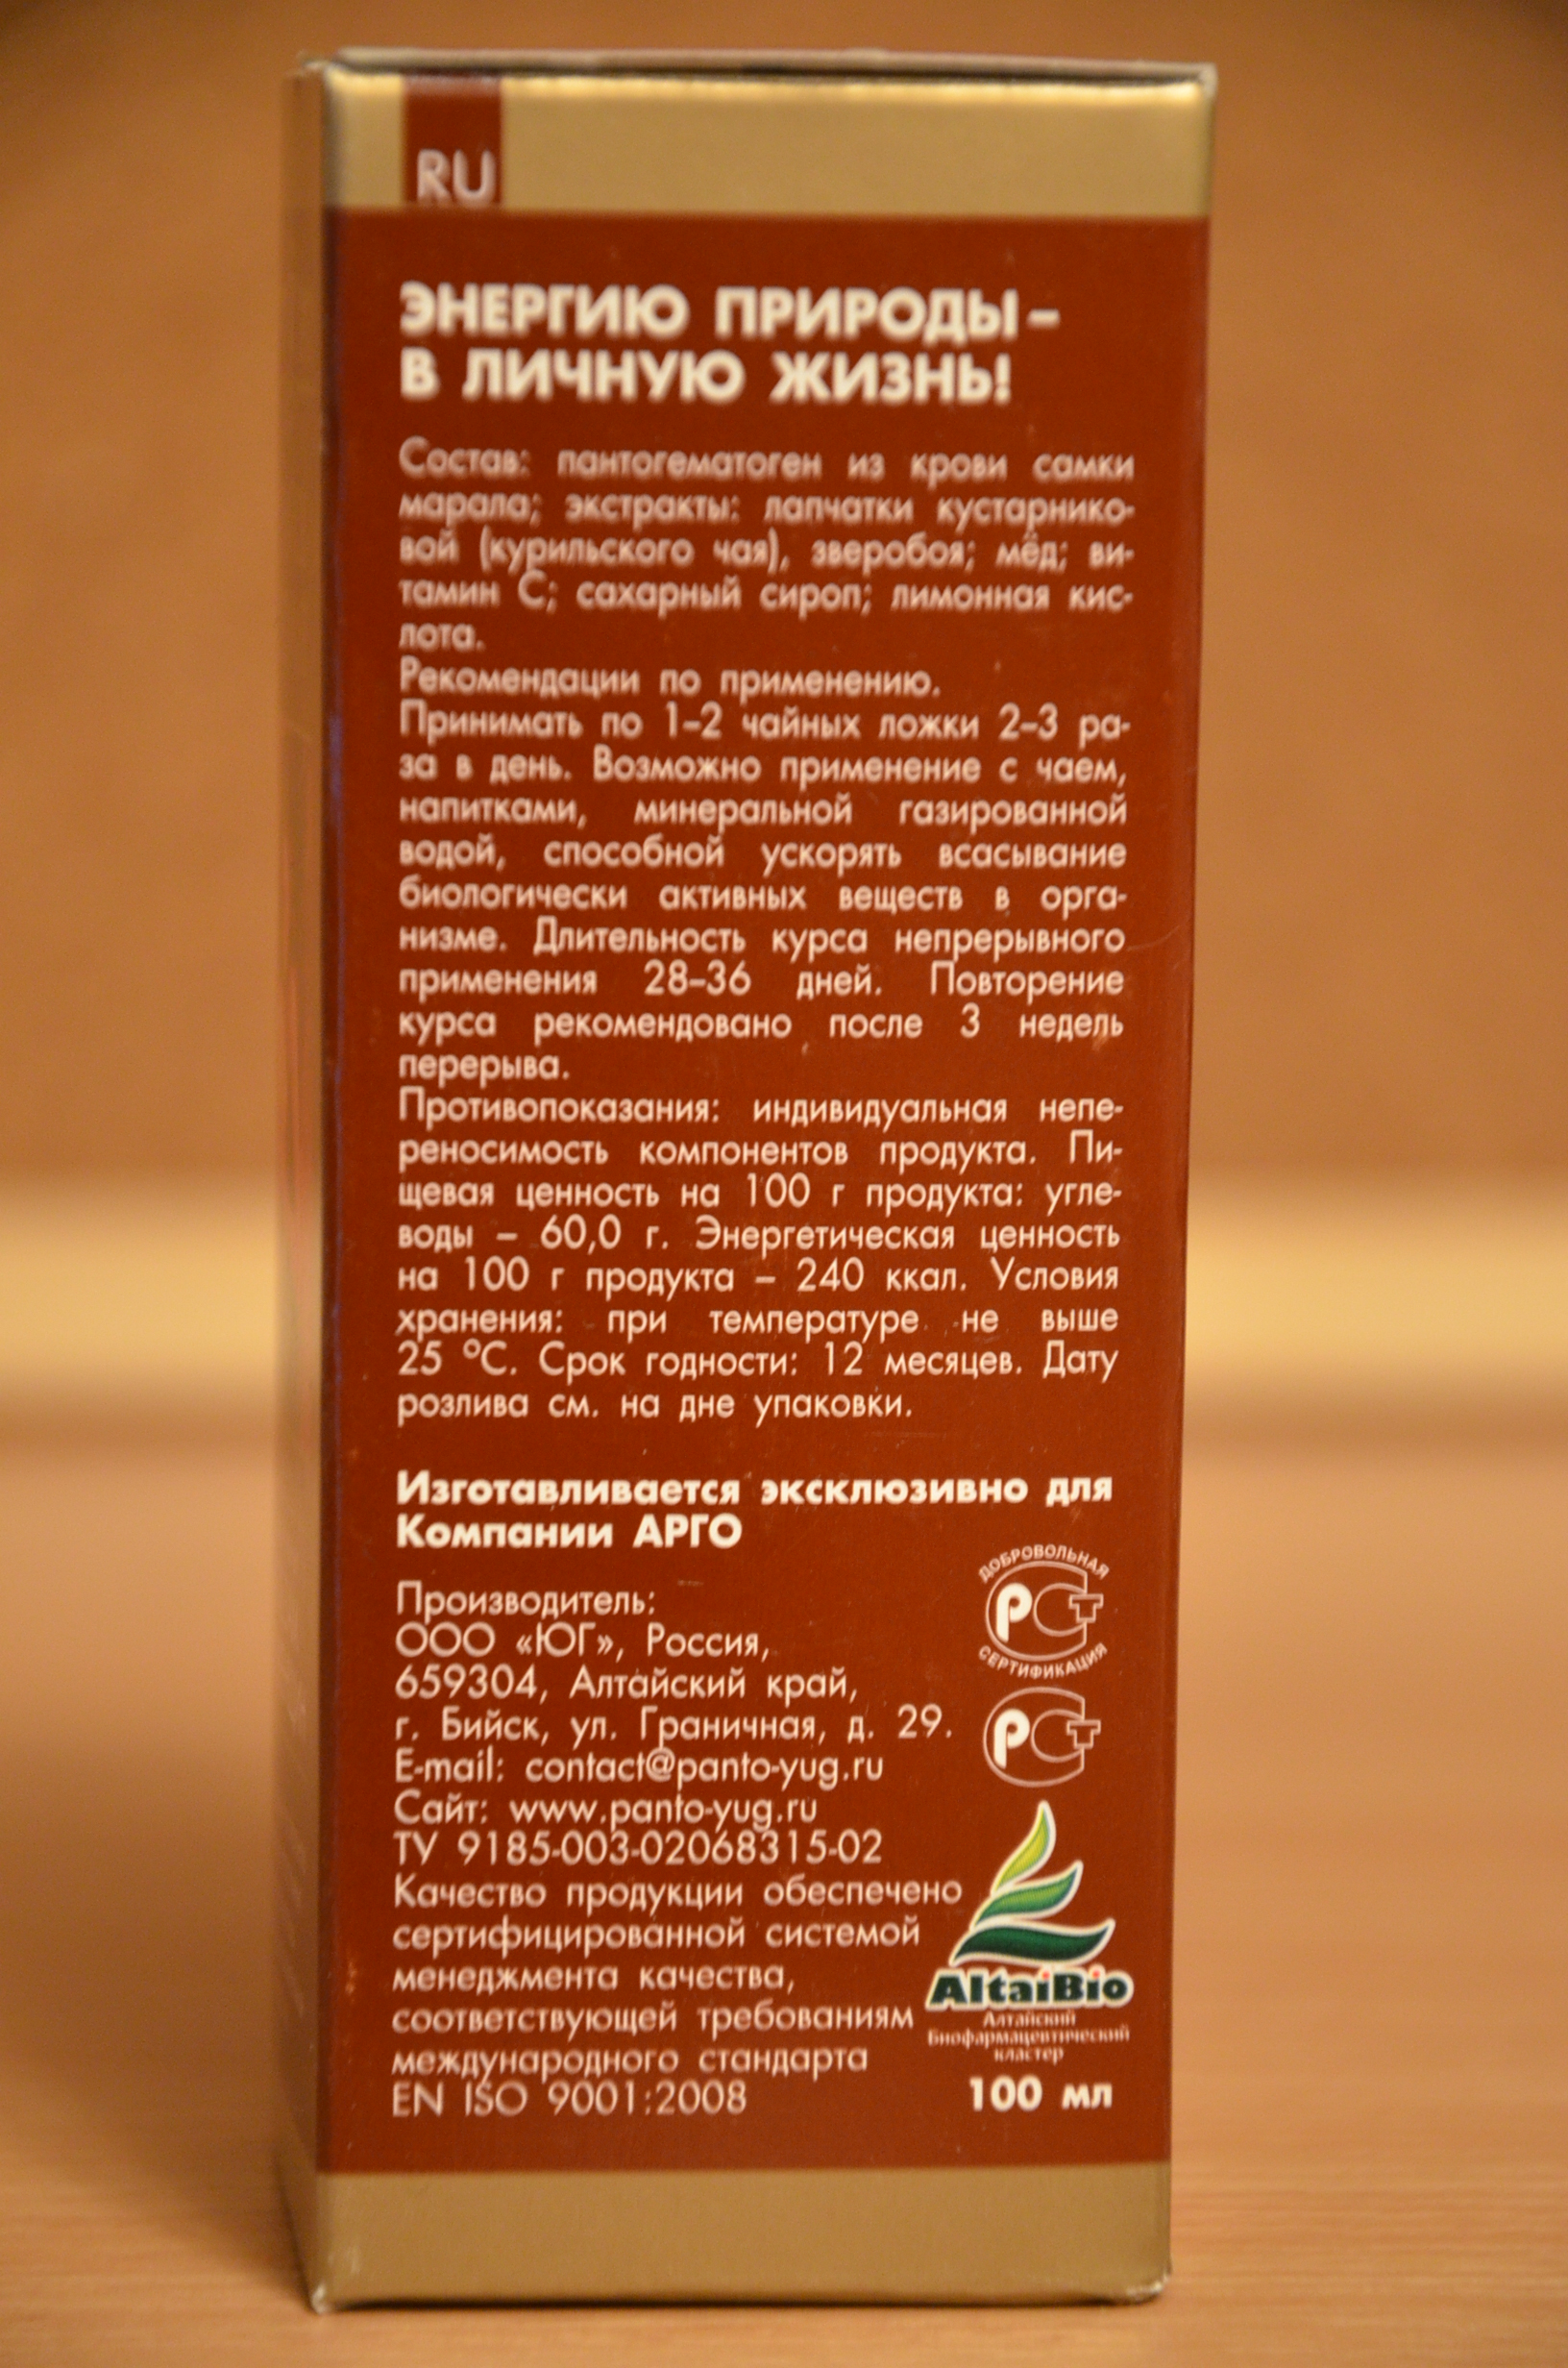 RU
ЭНЕРГИЮ ПРИРОДЫ –
В ЛИЧНУЮ ЖИЗНЬ!
Состав: пантогематоген из крови самки
марала; экстракты: лапчатки кустарнико-
вой (курильского чая), зверобоя; мёд; ви-
тамин С; сахарный сироп; лимонная кис-
лота.
Рекомендации по применению.
Принимать по 1–2 чайных ложки 2–3 ра-
за в день. Возможно применение с чаем,
напитками, минеральной газированной
водой, способной ускорять всасывание
биологически активных веществ в орга-
низме. Длительность курса непрерывного
применения 28–36 дней. Повторение
курса рекомендовано после 3 недель
перерыва.
Противопоказания: индивидуальная непе-
реносимость компонентов продукта. Пи-
щевая ценность на 100 г продукта: угле-
воды – 60,0 г. Энергетическая ценность
на 100 г продукта – 240 ккал. Условия
хранения: при температуре не выше
25 °С. Срок годности: 12 месяцев. Дату
розлива см. на дне упаковки.
Изготавливается эксклюзивно для
Компании АРГО
Производитель:
ООО «ЮГ», Россия,
659304, Алтайский край,
г. Бийск, ул. Граничная, д. 29.
E-mail: contact@panto-yug.ru
Сайт: www.panto-yug.ru
ТУ 9185-003-02068315-02
Качество продукции обеспечено
сертифицированной системой
менеджмента качества,
соответствующей требованиям
международного стандарта
EN ISO 9001:2008
ДОБРОВОЛЬНАЯ
РСТ
СЕРТИФИКАЦИЯ
РСТ
AltaiBio
Алтайский
Биофармацевтический
кластер
100 мл